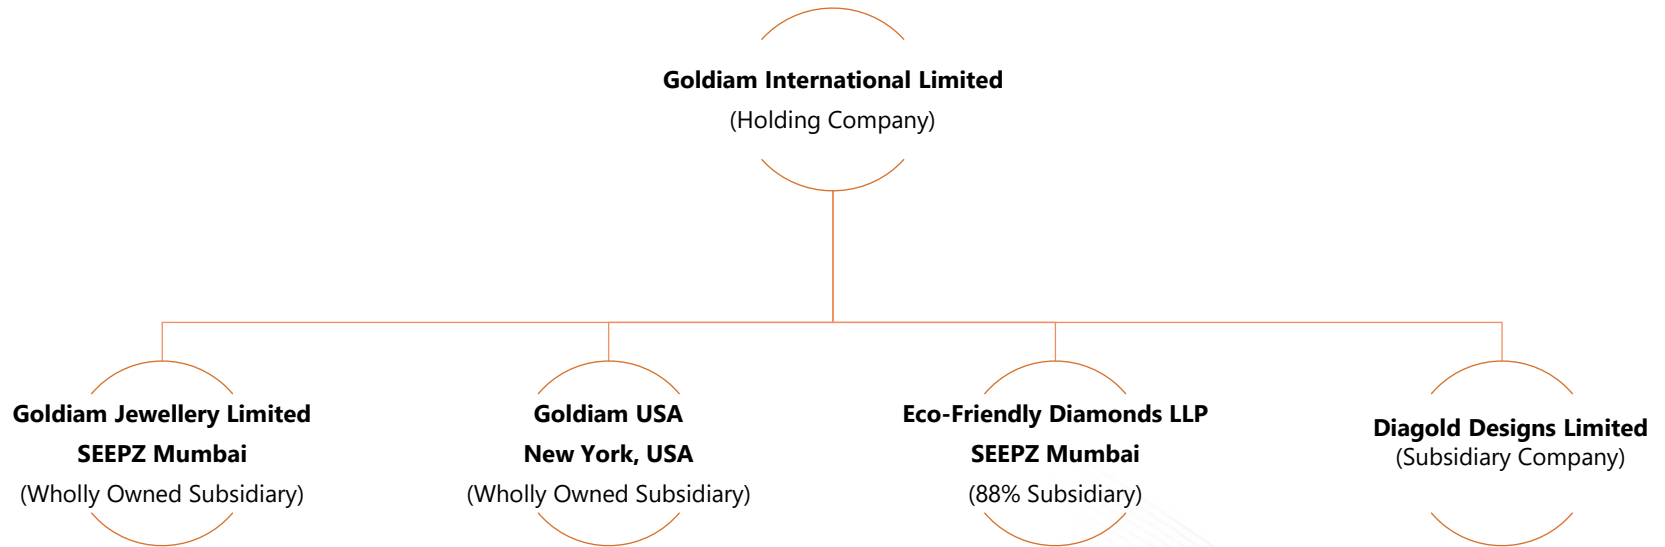 Goldiam International Limited
(Holding Company)
Goldiam Jewellery Limited
SEEPZ Mumbai
(Wholly Owned Subsidiary)
Goldiam USA
New York, USA
(Wholly Owned Subsidiary)
Eco-Friendly Diamonds LLP
SEEPZ Mumbai
(88% Subsidiary)
Diagold Designs Limited
(Subsidiary Company)